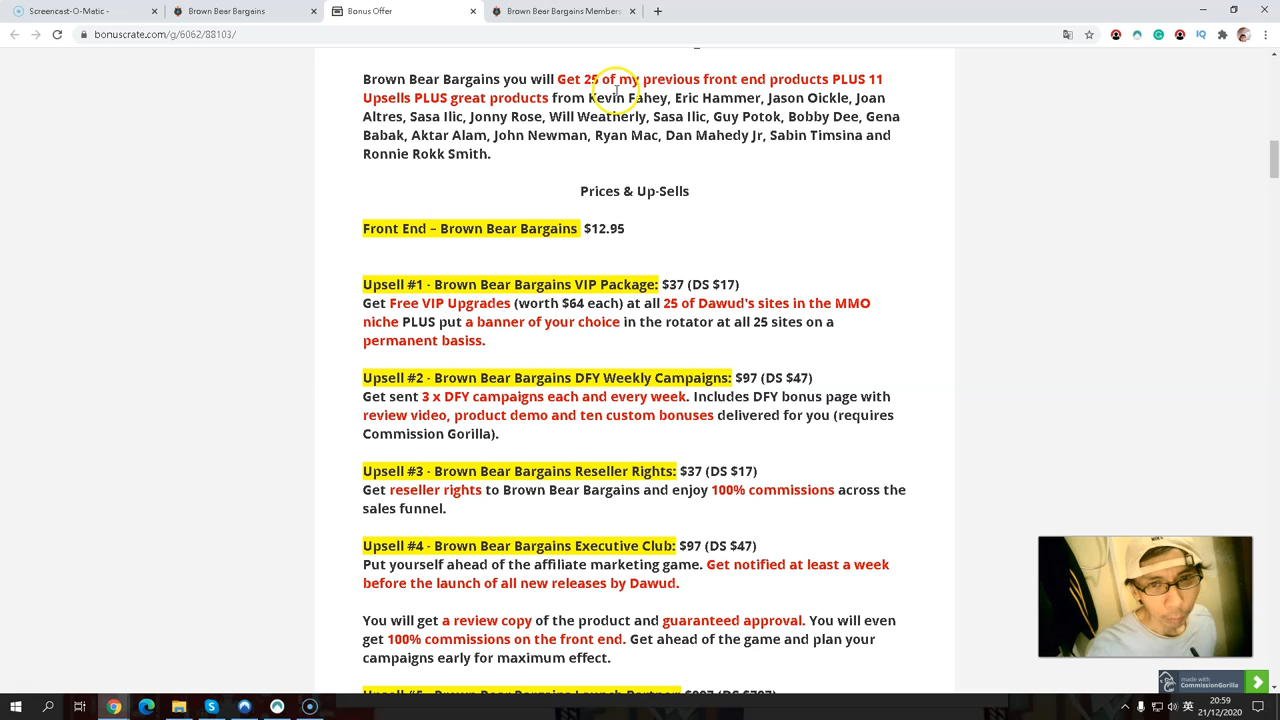 Screencast-O-Matic -
Brown Bear Bargains
Bonus Offer
Brown Bear Bargains Members
bonuscrate.com/g/6062/88103/
Brown Bear Bargains you will Get 25 of my previous front end products PLUS 11
Upsells PLUS great products from Kevin Fahey, Eric Hammer, Jason Oickle, Joan
Altres, Sasa Ilic, Jonny Rose, Will Weatherly, Sasa Ilic, Guy Potok, Bobby Dee, Gena
Babak, Aktar Alam, John Newman, Ryan Mac, Dan Mahedy Jr, Sabin Timsina and
Ronnie Rokk Smith.
Prices & Up-Sells
Front End – Brown Bear Bargains $12.95
Upsell #1 - Brown Bear Bargains VIP Package: $37 (DS $17)
Get Free VIP Upgrades (worth $64 each) at all 25 of Dawud's sites in the MMO
niche PLUS put a banner of your choice in the rotator at all 25 sites on a
permanent basiss.
Upsell #2 - Brown Bear Bargains DFY Weekly Campaigns: $97 (DS $47)
Get sent 3 x DFY campaigns each and every week. Includes DFY bonus page with
review video, product demo and ten custom bonuses delivered for you (requires
Commission Gorilla).
Upsell #3 - Brown Bear Bargains Reseller Rights: $37 (DS $17)
Get reseller rights to Brown Bear Bargains and enjoy 100% commissions across the
sales funnel.
Upsell #4 - Brown Bear Bargains Executive Club: $97 (DS $47)
Put yourself ahead of the affiliate marketing game. Get notified at least a week
before the launch of all new releases by Dawud.
You will get a review copy of the product and guaranteed approval. You will even
get 100% commissions on the front end. Get ahead of the game and plan your
campaigns early for maximum effect.
Upsell #5 - Brown Bear Bargains Launch Partner:
made with
CommissionGorilla
英
20:59
21/12/2020